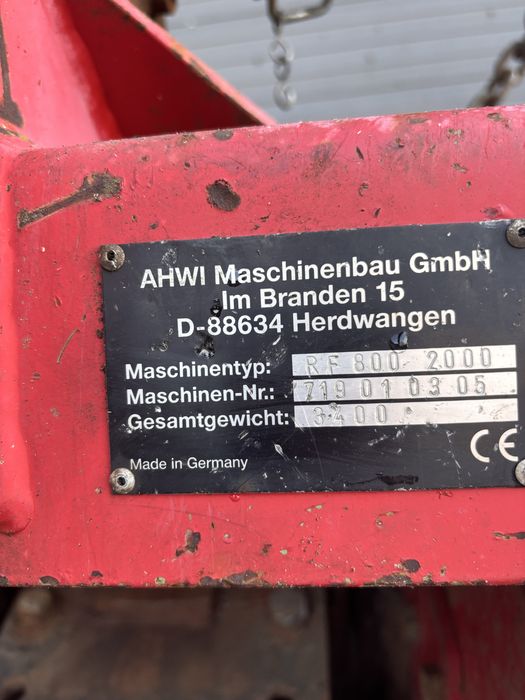 AHWI Maschinenbau GmbH
Im Branden 15
D-88634 Herdwangen
Maschinentyp: RF 800 2000
Maschinen-Nr.: 719 01 03 05
Gesamtgewicht: 3400
Made in Germany
CE